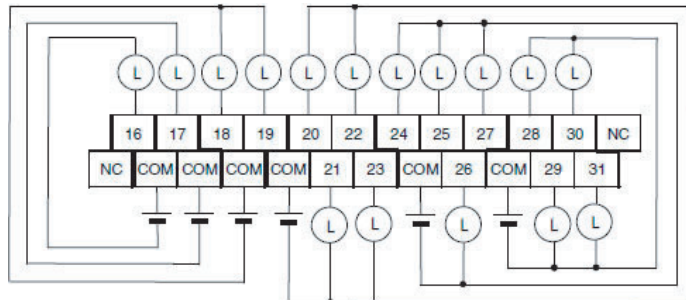 L L L L L L L L L L L
16 17 18 19 20 22 24 25 27 28 30 NC
NC COM COM COM COM 21 23 COM 26 COM 29 31
L L L L L